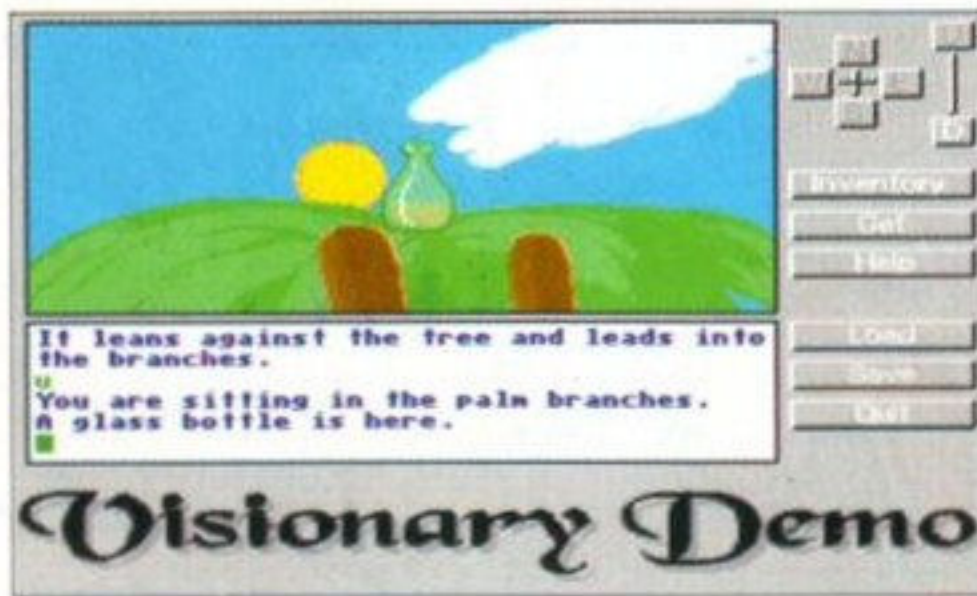 N
W E
S
U
D
Inventory
Get
Help
Load
Save
Quit
It leans against the tree and leads into
the branches.
u
You are sitting in the palm branches.
A glass bottle is here.
Visionary Demo